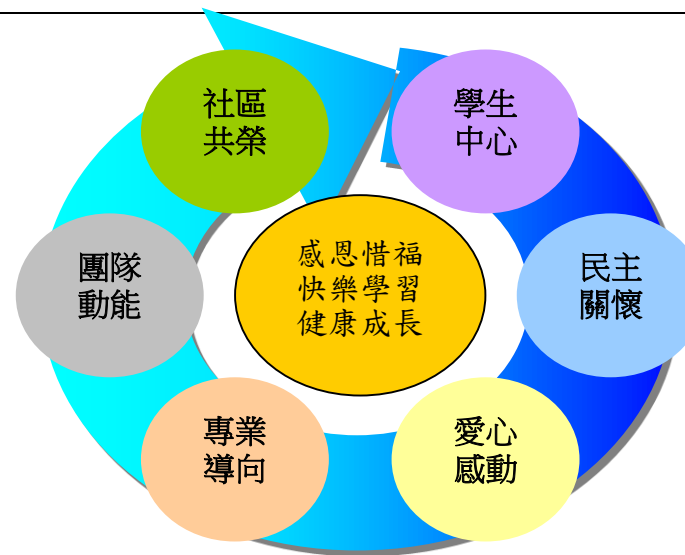 社區
共榮
學生
中心
團隊
動能
感恩惜福
快樂學習
健康成長
民主
關懷
專業
導向
愛心
感動